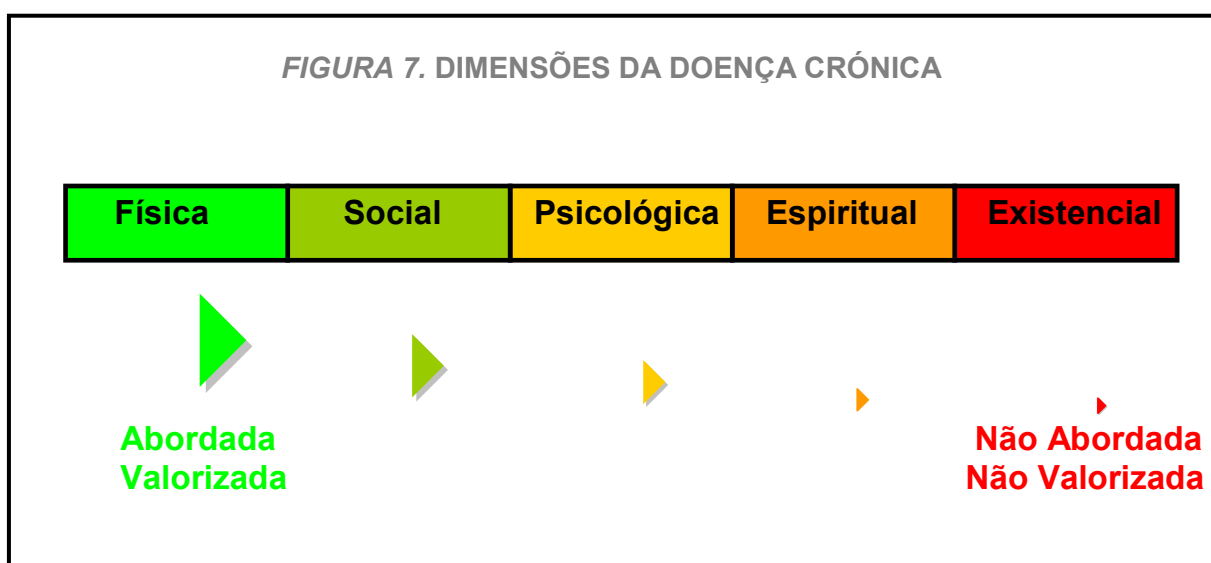 FIGURA 7. DIMENSÕES DA DOENÇA CRÓNICA
Física Social Psicológica Espiritual Existencial
Abordada Não Abordada
Valorizada Não Valorizada